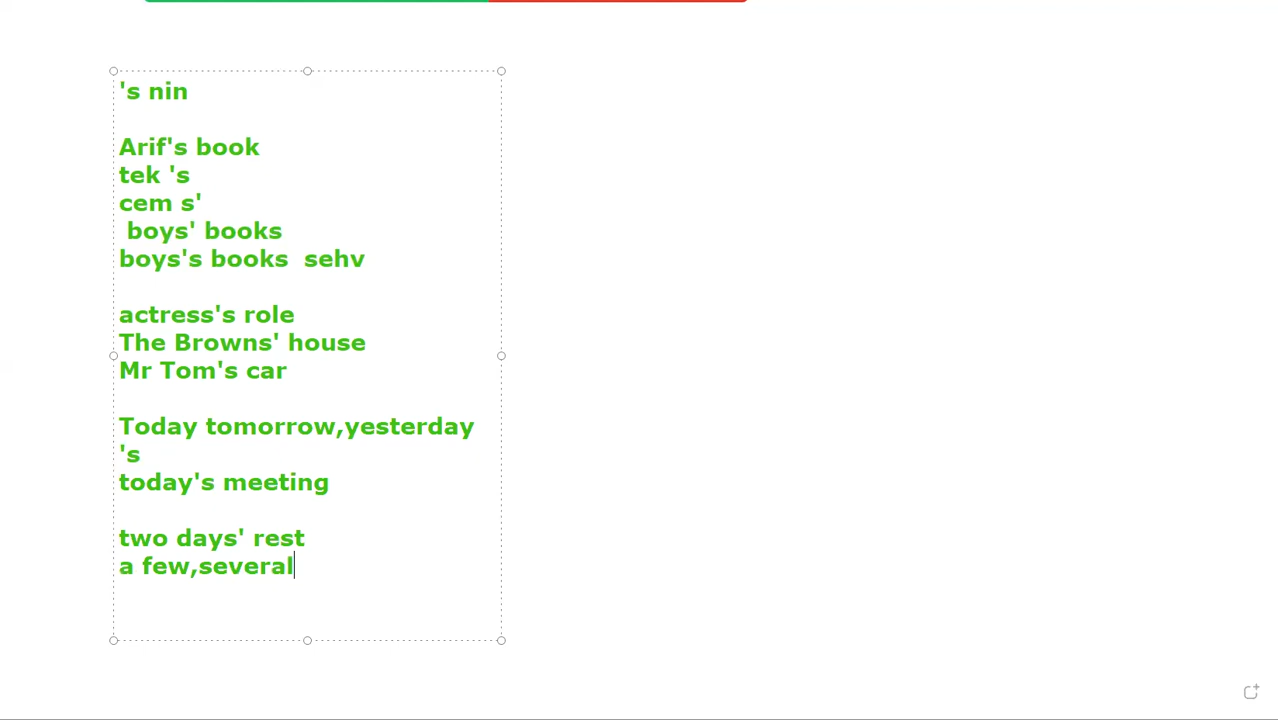 's nin
Arif's book
tek 's
cem s'
boys' books
boys's books  sehv
actress's role
The Browns' house
Mr Tom's car
Today tomorrow,yesterday
's
today's meeting
two days' rest
a few,several